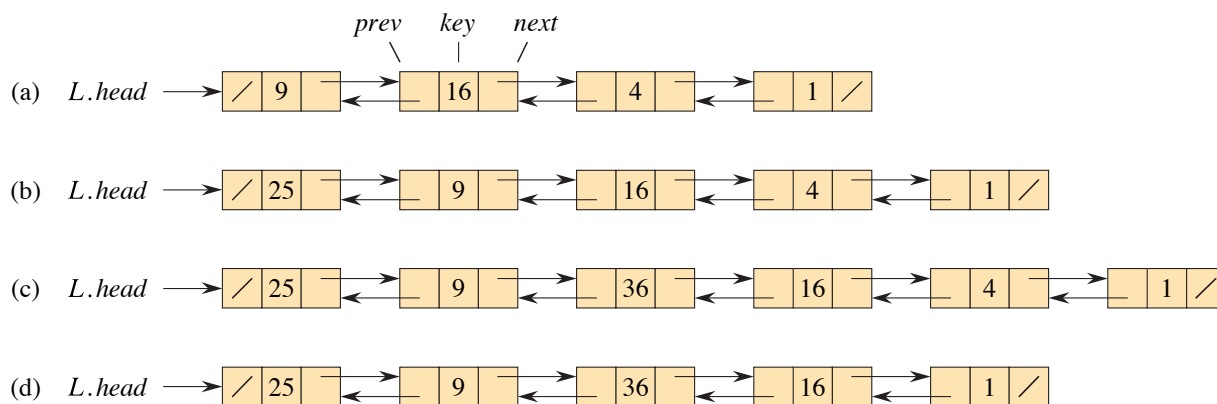 prev key next
(a) L.head / 9 16 4 1 /
(b) L.head / 25 9 16 4 1 /
(c) L.head / 25 9 36 16 4 1 /
(d) L.head / 25 9 36 16 1 /